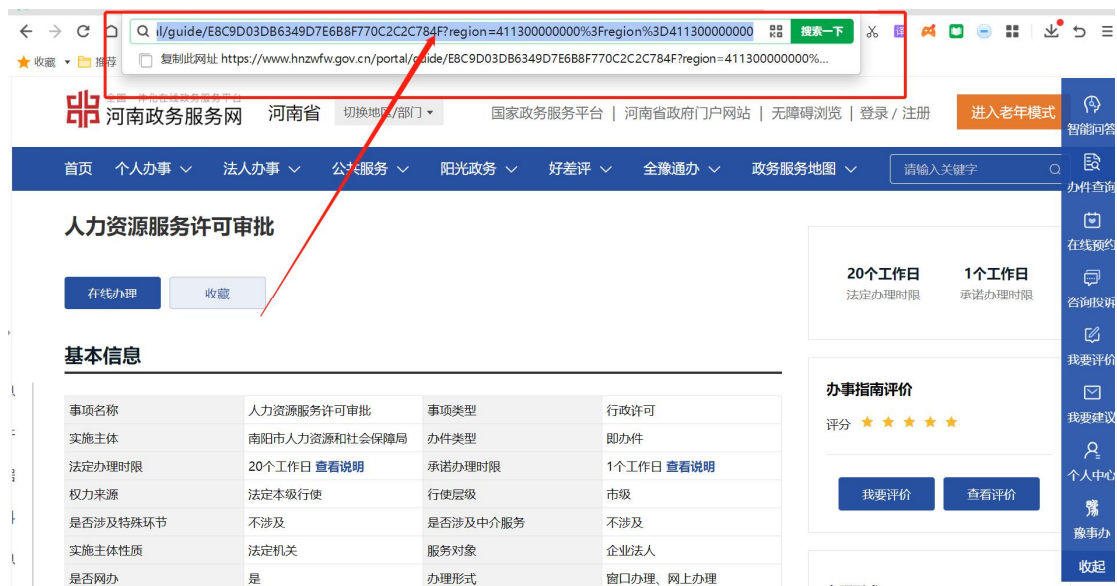 al/guide/E8C9D03DB6349D7E6B8F770C2C2C784F?region=411300000000%3Fregion%3D411300000000 搜索一下
收藏 推荐
复制此网址 https://www.hnzwfw.gov.cn/portal/guide/E8C9D03DB6349D7E6B8F770C2C2C784F?region=411300000000%...
全国一体化在线政务服务平台
河南政务服务网 河南省 切换地区/部门 国家政务服务平台 | 河南省政府门户网站 | 无障碍浏览 | 登录 / 注册 进入老年模式
首页 个人办事 法人办事 公共服务 阳光政务 好差评 全豫通办 政务服务地图 请输入关键字
人力资源服务许可审批
在线办理 收藏
20个工作日 1个工作日
法定办理时限 承诺办理时限
基本信息
事项名称 人力资源服务许可审批 事项类型 行政许可
实施主体 南阳市人力资源和社会保障局 办件类型 即办件
法定办理时限 20个工作日 查看说明 承诺办理时限 1个工作日 查看说明
权力来源 法定本级行使 行使层级 市级
是否涉及特殊环节 不涉及 是否涉及中介服务 不涉及
实施主体性质 法定机关 服务对象 企业法人
是否网办 是 办理形式 窗口办理、网上办理
办事指南评价
评分
我要评价 查看评价
智能问答
办件查询
在线预约
咨询投诉
我要评价
我要建议
个人中心
豫事办
收起